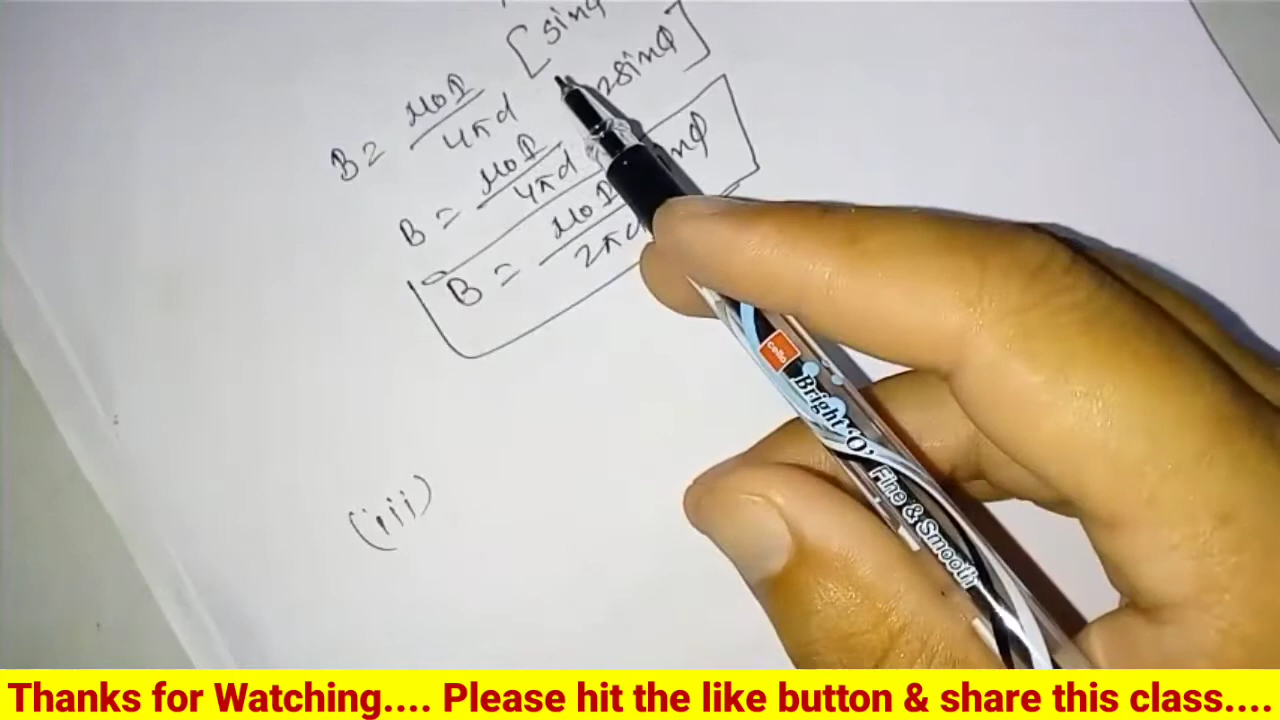 [sinφ
B = μ₀I/4πd
2sinφ]
B = μ₀I/4πd
B = μ₀I/2πd
(iii)
cello
Bright 'O' Fine & Smooth
Thanks for Watching.... Please hit the like button & share this class....